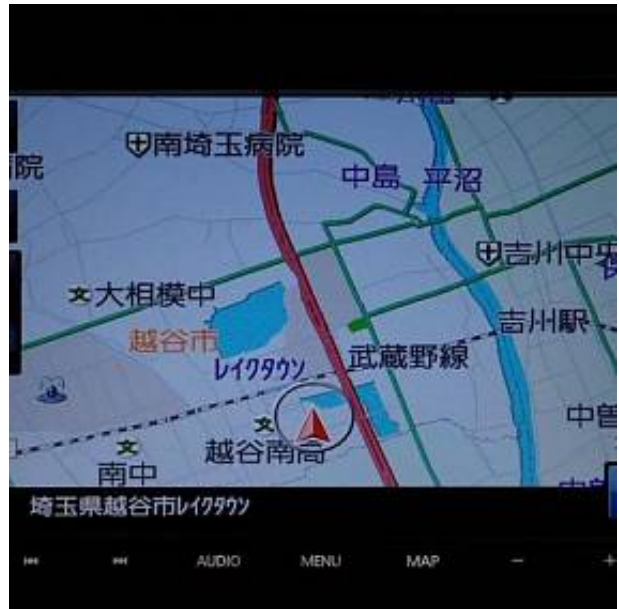 南埼玉病院
院
中島
平沼
吉川中央
文大相模中
越谷市
吉川駅
レイクタウン
武蔵野線
文
越谷南高
文
南中
中曽
埼玉県越谷市レイクタウン
AUDIO
MENU
MAP
−
+